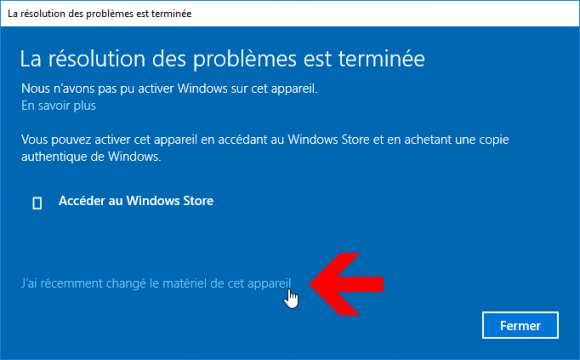 La résolution des problèmes est terminée
La résolution des problèmes est terminée
Nous n'avons pas pu activer Windows sur cet appareil.
En savoir plus
Vous pouvez activer cet appareil en accédant au Windows Store et en achetant une copie
authentique de Windows.
Accéder au Windows Store
J'ai récemment changé le matériel de cet appareil
Fermer